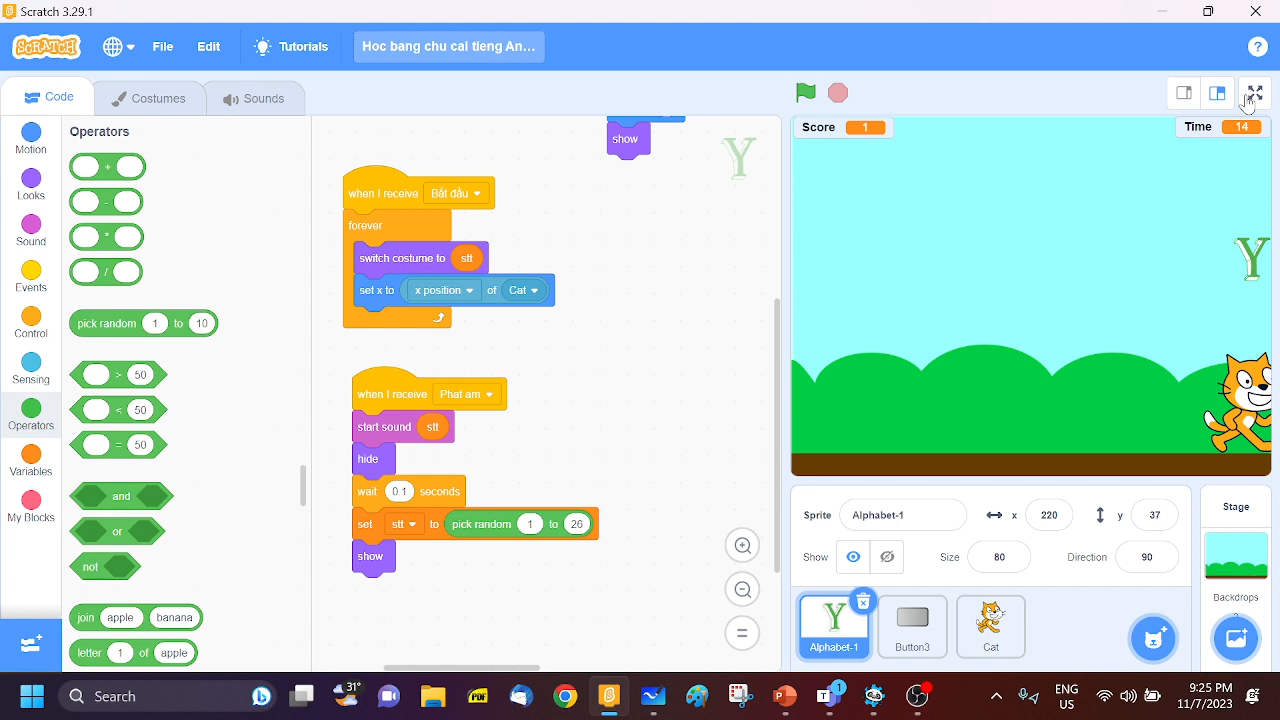 Scratch 3.29.1
SCRATCH
File
Edit
Tutorials
Hoc bang chu cai tieng An...
?
Code
Costumes
Sounds
Motion
Looks
Sound
Events
Control
Sensing
Operators
Variables
My Blocks
Operators
+
-
*
/
pick random 1 to 10
> 50
< 50
= 50
and
or
not
join apple banana
letter 1 of apple
show
when I receive Bắt đầu
forever
switch costume to stt
set x to x position of Cat
when I receive Phat am
start sound stt
hide
wait 0.1 seconds
set stt to pick random 1 to 26
show
Y
=
Score 1
Time 14
Y
Sprite Alphabet-1 x 220 y 37
Show Size 80 Direction 90
Y
Alphabet-1
Button3
Cat
Stage
Backdrops
Search
31°
PDF
1
ENG
US
9:25 PM
11/7/2023